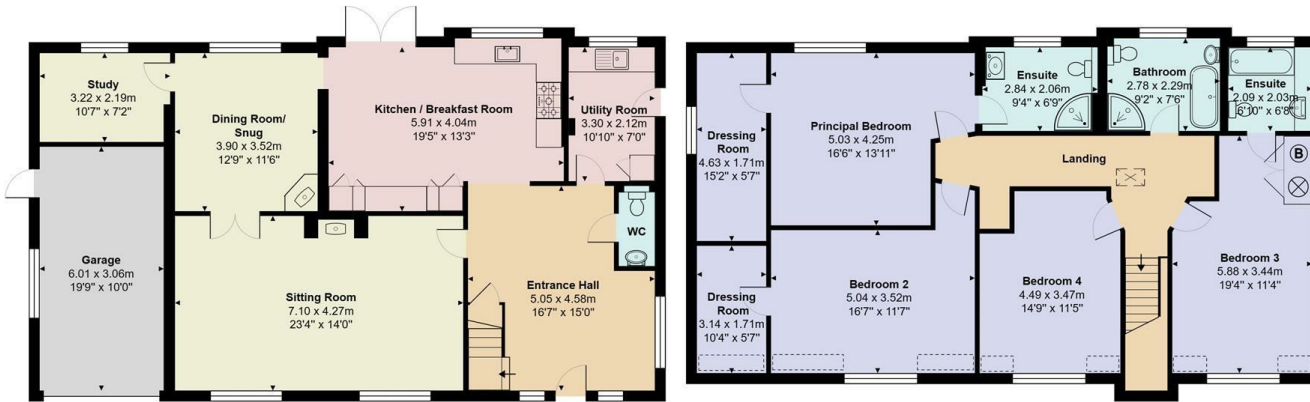 Study
3.22 x 2.19m
10'7" x 7'2"
Dining Room/
Snug
3.90 x 3.52m
12'9" x 11'6"
Kitchen / Breakfast Room
5.91 x 4.04m
19'5" x 13'3"
Utility Room
3.30 x 2.12m
10'10" x 7'0"
WC
Garage
6.01 x 3.06m
19'9" x 10'0"
Sitting Room
7.10 x 4.27m
23'4" x 14'0"
Entrance Hall
5.05 x 4.58m
16'7" x 15'0"
Dressing
Room
4.63 x 1.71m
15'2" x 5'7"
Principal Bedroom
5.03 x 4.25m
16'6" x 13'11"
Ensuite
2.84 x 2.06m
9'4" x 6'9"
Bathroom
2.78 x 2.29m
9'2" x 7'6"
Ensuite
2.09 x 2.03m
6'10" x 6'8"
Landing
B
Dressing
Room
3.14 x 1.71m
10'4" x 5'7"
Bedroom 2
5.04 x 3.52m
16'7" x 11'7"
Bedroom 4
4.49 x 3.47m
14'9" x 11'5"
Bedroom 3
5.88 x 3.44m
19'4" x 11'4"